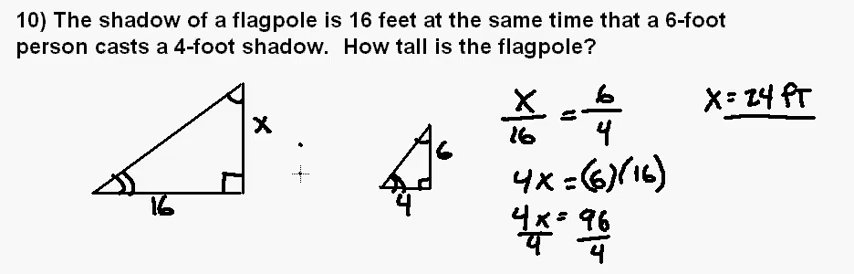 10) The shadow of a flagpole is 16 feet at the same time that a 6-foot
person casts a 4-foot shadow.  How tall is the flagpole?
x
16
6
4
x/16 = 6/4
4x = (6)(16)
4x/4 = 96/4
x = 24 FT